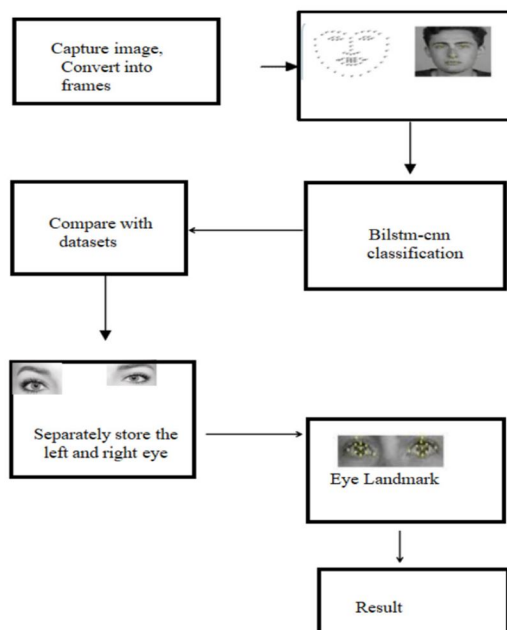 Capture image,
Convert into
frames
Bilstm-cnn
classification
Compare with
datasets
Separately store the
left and right eye
Eye Landmark
Result